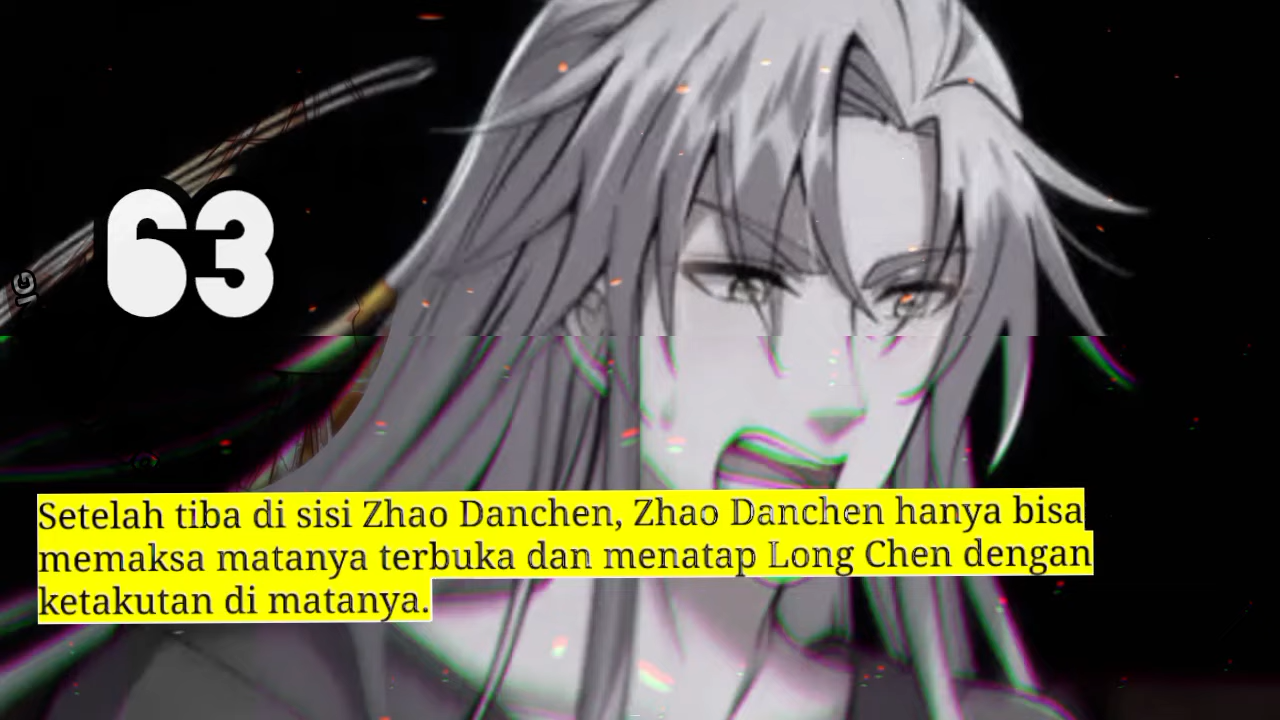 63
Setelah tiba di sisi Zhao Danchen, Zhao Danchen hanya bisa
memaksa matanya terbuka dan menatap Long Chen dengan
ketakutan di matanya.